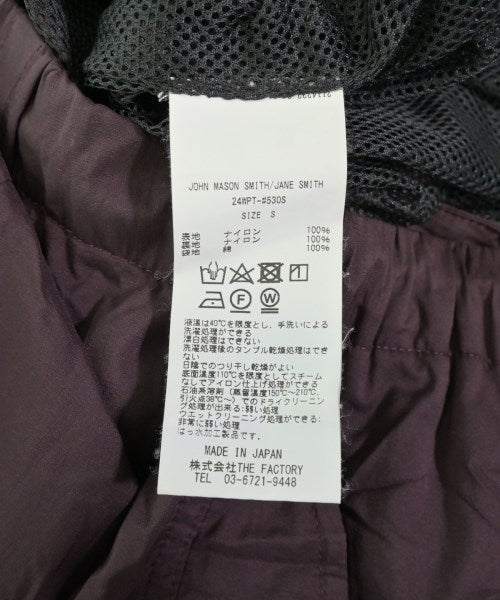 JOHN MASON SMITH/JANE SMITH
24WPT-#530S
SIZE S
表地 ナイロン 100%
裏地 ナイロン 100%
袋地 綿 100%
液温は40℃を限度とし、手洗いによる
洗濯処理ができる
漂白処理はできない
洗濯処理後のタンブル乾燥処理はでき
ない
日陰でのつり干し乾燥がよい
底面温度110℃を限度としてスチーム
なしでアイロン仕上げ処理ができる
石油系溶剤(蒸留温度150℃~210℃、
引火点38℃~)でのドライクリーニン
グ処理ができる:弱い処理
ウエットクリーニング処理ができる:
非常に弱い処理
はっ水加工製品です。
MADE IN JAPAN
株式会社THE FACTORY
TEL 03-6721-9448